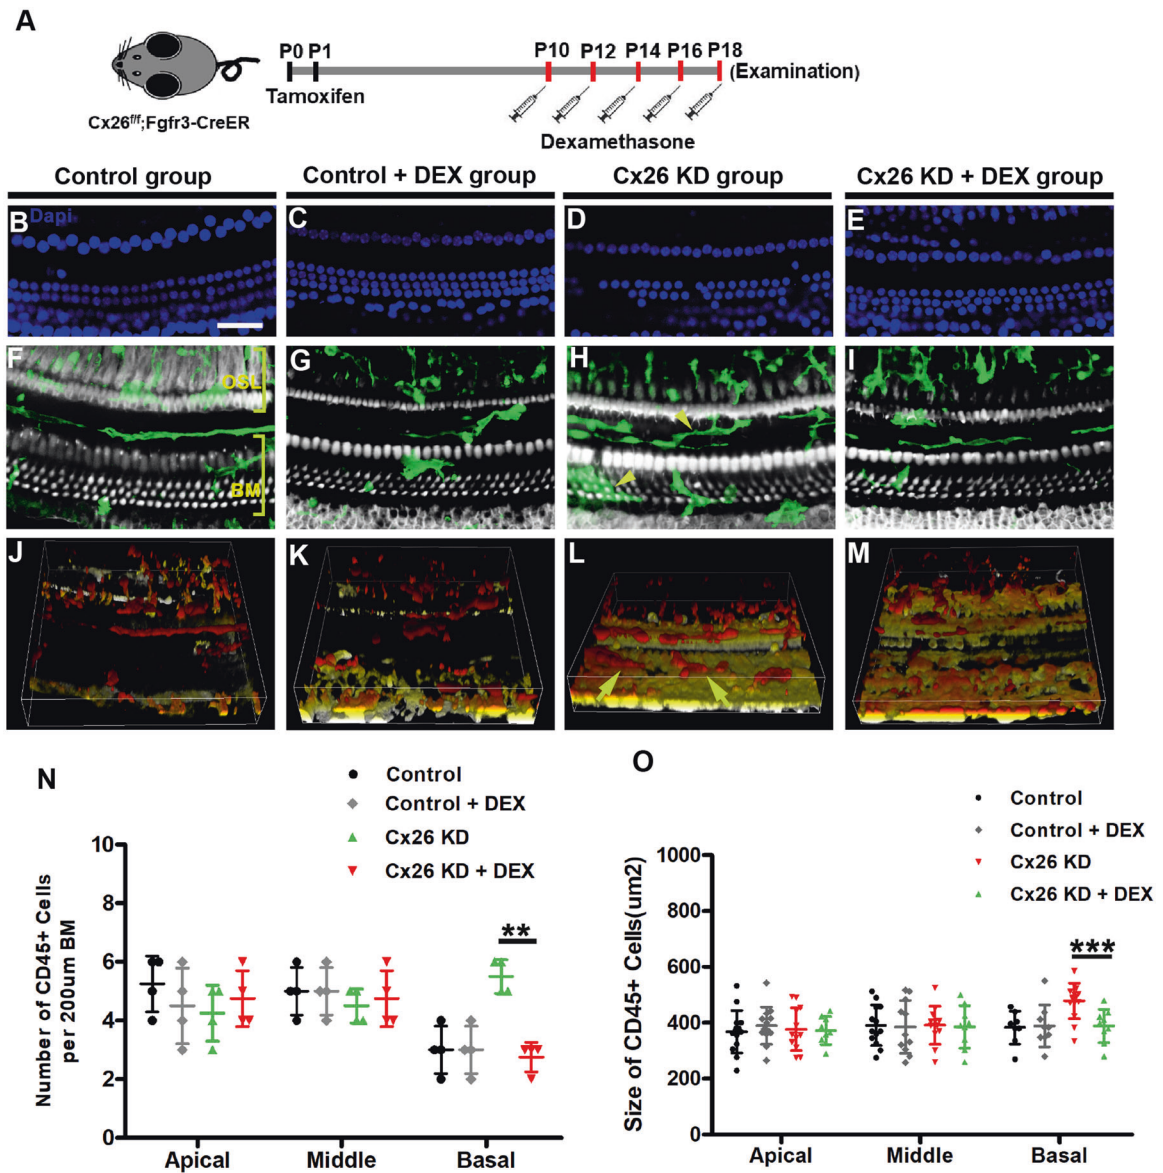 A
P0 P1 P10 P12 P14 P16 P18
(Examination)
Tamoxifen
Cx26f/f;Fgfr3-CreER
Dexamethasone
Control group
Control + DEX group
Cx26 KD group
Cx26 KD + DEX group
B Dapi
C
D
E
F
OSL
BM
G
H
I
J
K
L
M
N
Control
Control + DEX
Cx26 KD
Cx26 KD + DEX
Number of CD45+ Cells
per 200um BM
10
8
6
4
2
0
**
Apical Middle Basal
O
Control
Control + DEX
Cx26 KD
Cx26 KD + DEX
Size of CD45+ Cells(um2)
1000
800
600
400
200
0
***
Apical Middle Basal